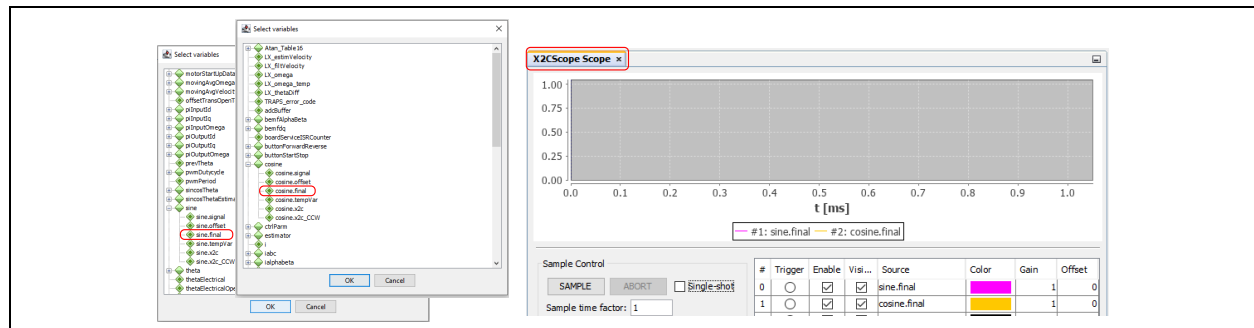 Select variables
motorStartUpData
movingAvgOmega
movingAvgVelocit
offsetTransOpenT
piInputId
piInputIq
piInputOmega
piOutputId
piOutputIq
piOutputOmega
prevTheta
pwmDutycycle
pwmPeriod
sincosTheta
sincosThetaEstima
sine
sine.signal
sine.offset
sine.final
sine.tempVar
sine.x2c
sine.x2c_CCW
theta
thetaElectrical
thetaElectricalOpe
OK Cancel
Select variables
Atan_Table16
LX_estimVelocity
LX_filtVelocity
LX_omega
LX_omega_temp
LX_thetaDiff
TRAPS_error_code
adcBuffer
bemfAlphaBeta
bemfdq
boardServiceISRCounter
buttonForwardReverse
buttonStartStop
cosine
cosine.signal
cosine.offset
cosine.final
cosine.tempVar
cosine.x2c
cosine.x2c_CCW
ctrlParm
estimator
i
iabc
ialphabeta
OK Cancel
X2CScope Scope ×
1.00
0.75
0.50
0.25
0.00
0.0 0.1 0.2 0.3 0.4 0.5 0.6 0.7 0.8 0.9 1.0
t [ms]
#1: sine.final #2: cosine.final
Sample Control
SAMPLE ABORT Single-shot
Sample time factor: 1
# Trigger Enable Visi... Source Color Gain Offset
0 sine.final 1 0
1 cosine.final 1 0